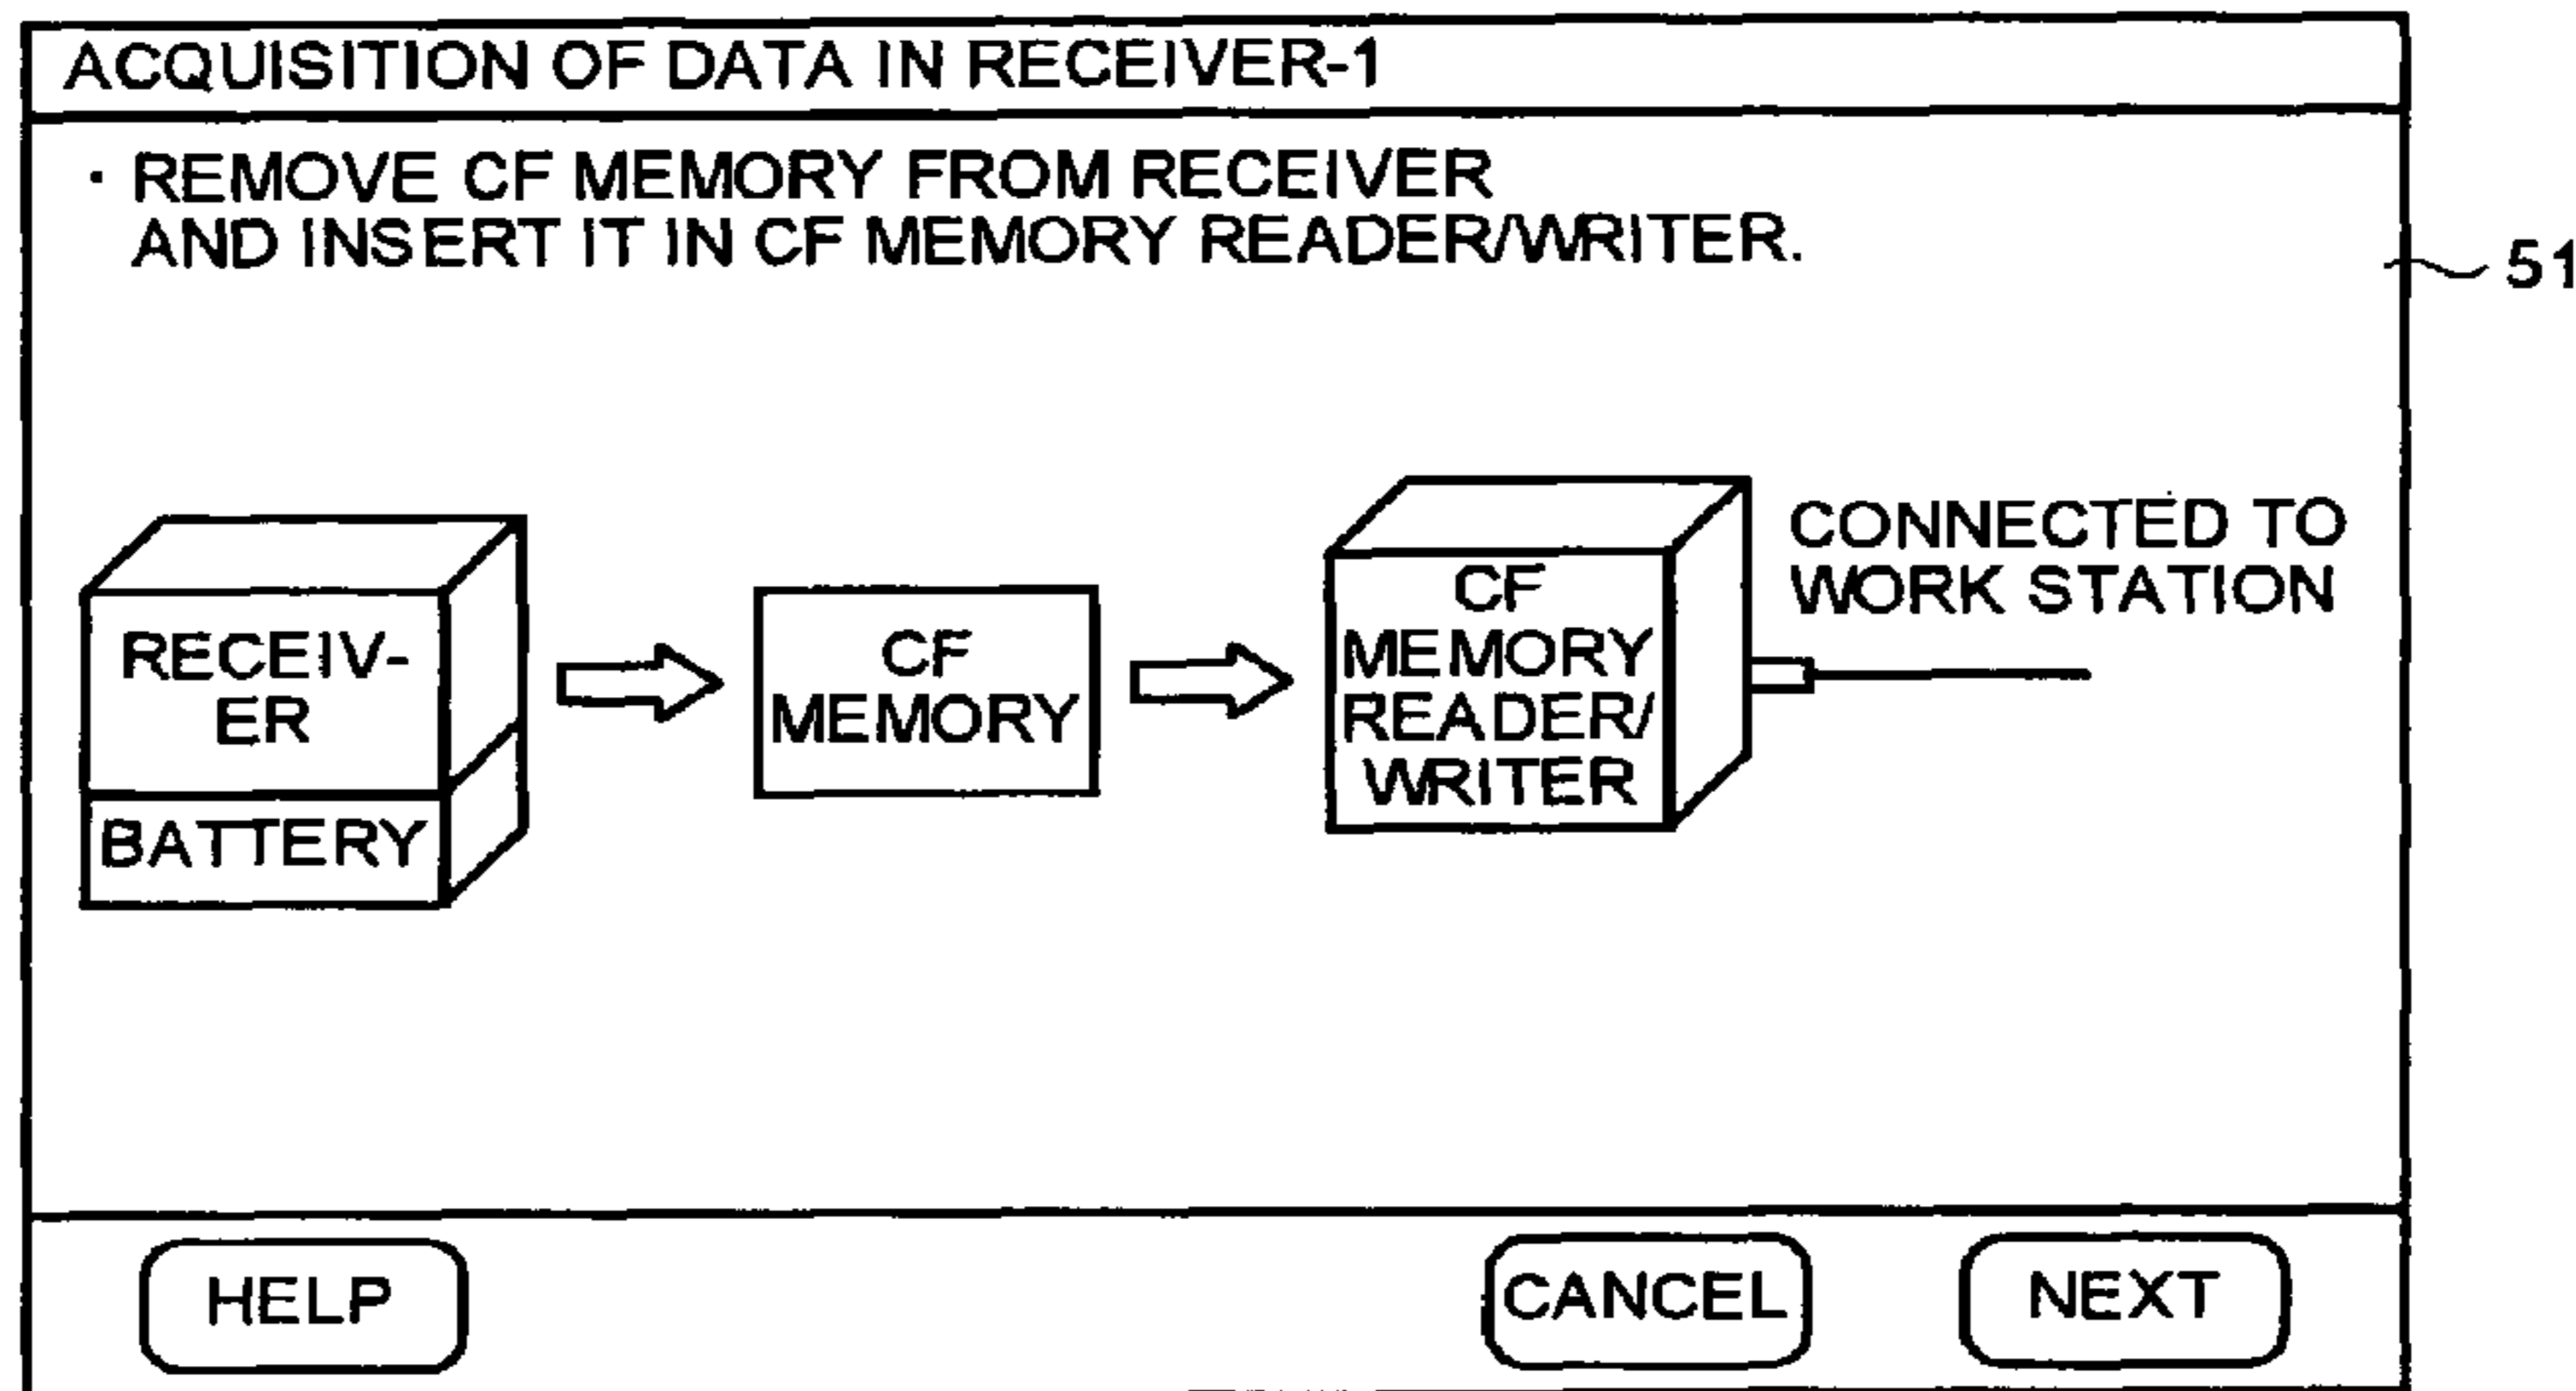 ACQUISITION OF DATA IN RECEIVER-1
· REMOVE CF MEMORY FROM RECEIVER
AND INSERT IT IN CF MEMORY READER/WRITER.
51
RECEIV-
ER
BATTERY
CF
MEMORY
CF
MEMORY
READER/
WRITER
CONNECTED TO
WORK STATION
HELP
CANCEL
NEXT